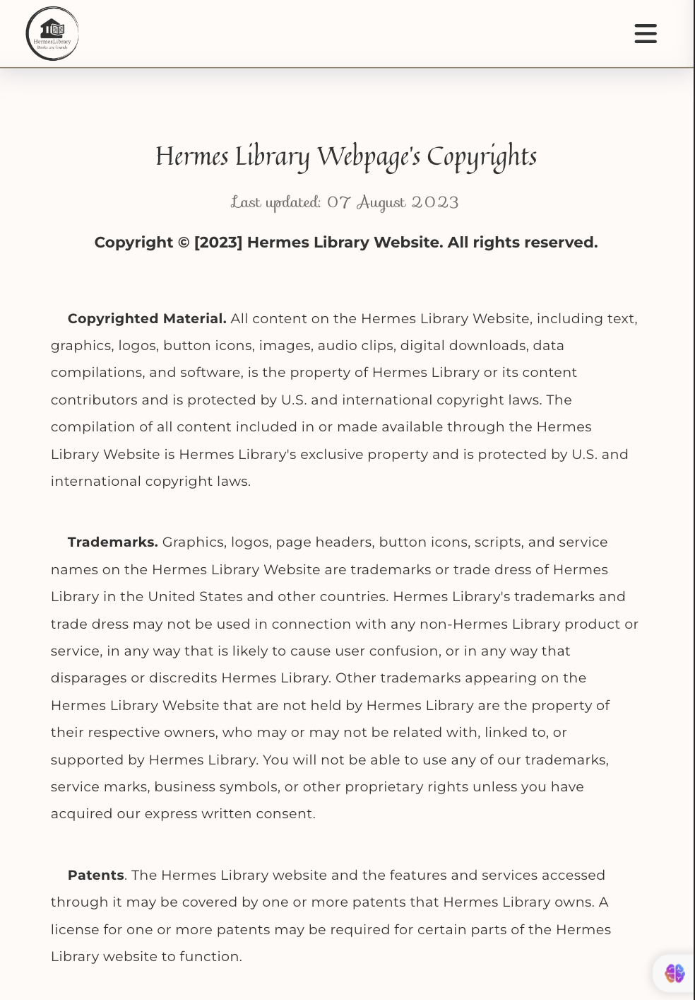 HermesLibrary
Books are friends
Hermes Library Webpage's Copyrights
Last updated: 07 August 2023
Copyright © [2023] Hermes Library Website. All rights reserved.
Copyrighted Material. All content on the Hermes Library Website, including text,
graphics, logos, button icons, images, audio clips, digital downloads, data
compilations, and software, is the property of Hermes Library or its content
contributors and is protected by U.S. and international copyright laws. The
compilation of all content included in or made available through the Hermes
Library Website is Hermes Library's exclusive property and is protected by U.S. and
international copyright laws.
Trademarks. Graphics, logos, page headers, button icons, scripts, and service
names on the Hermes Library Website are trademarks or trade dress of Hermes
Library in the United States and other countries. Hermes Library's trademarks and
trade dress may not be used in connection with any non-Hermes Library product or
service, in any way that is likely to cause user confusion, or in any way that
disparages or discredits Hermes Library. Other trademarks appearing on the
Hermes Library Website that are not held by Hermes Library are the property of
their respective owners, who may or may not be related with, linked to, or
supported by Hermes Library. You will not be able to use any of our trademarks,
service marks, business symbols, or other proprietary rights unless you have
acquired our express written consent.
Patents. The Hermes Library website and the features and services accessed
through it may be covered by one or more patents that Hermes Library owns. A
license for one or more patents may be required for certain parts of the Hermes
Library website to function.